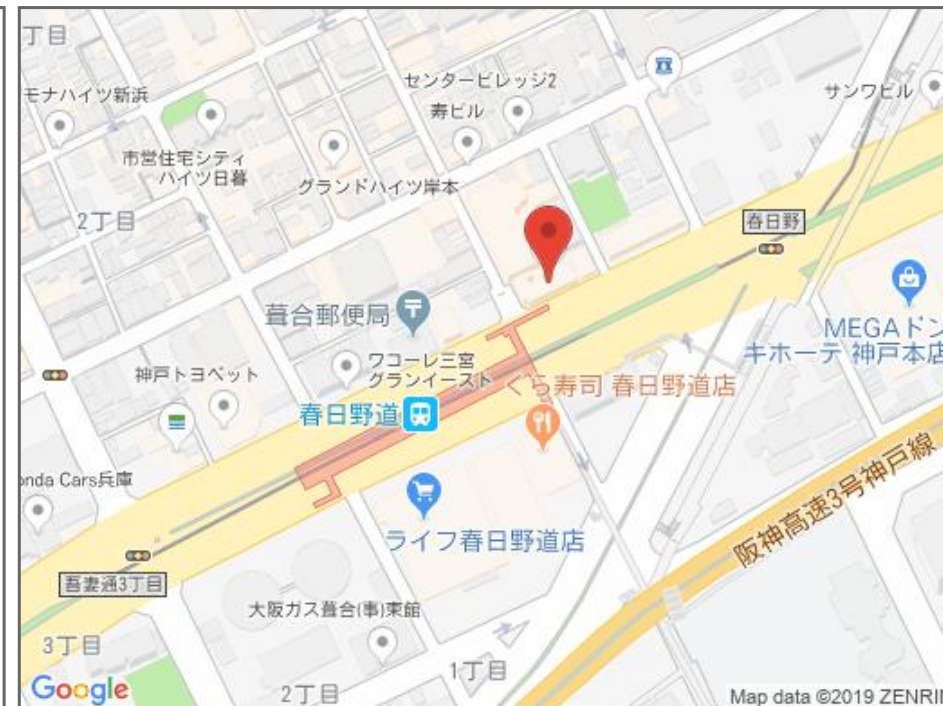 丁目
モナハイツ新浜
センタービレッジ2
寿ビル
サンワビル
市営住宅シティ
ハイツ日暮
グランドハイツ岸本
2丁目
春日野
葺合郵便局
MEGAドン
キホーテ 神戸本店
ワコーレ三宮
グランイースト
神戸トヨペット
くら寿司 春日野道店
春日野道
onda Cars兵庫
ライフ春日野道店
阪神高速3号神戸線
吾妻通3丁目
大阪ガス葺合(事)東館
3丁目
1丁目
2丁目
Google
Map data ©2019 ZENRIN